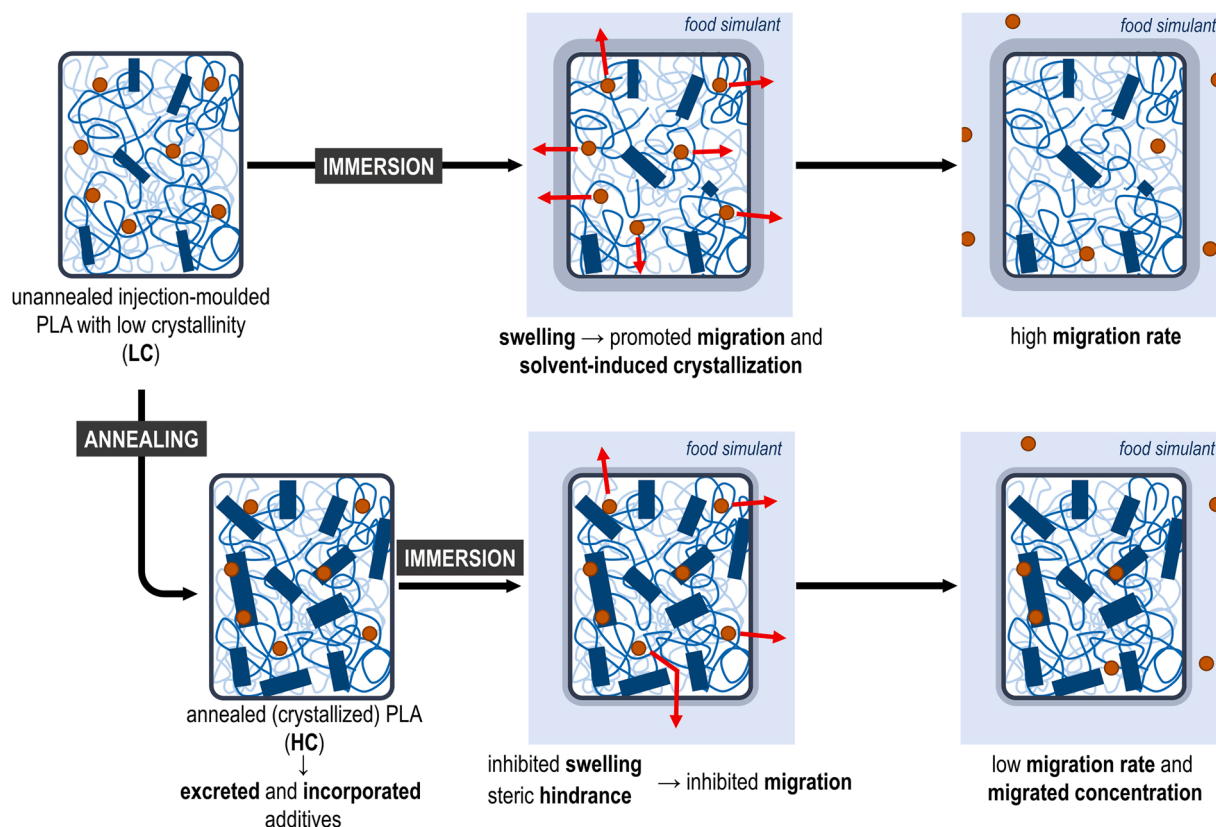 food simulant
food simulant
IMMERSION
unannealed injection-moulded
PLA with low crystallinity
(LC)
swelling → promoted migration and
solvent-induced crystallization
high migration rate
ANNEALING
food simulant
food simulant
IMMERSION
annealed (crystallized) PLA
(HC)
↓
excreted and incorporated
additives
inhibited swelling
steric hindrance → inhibited migration
low migration rate and
migrated concentration